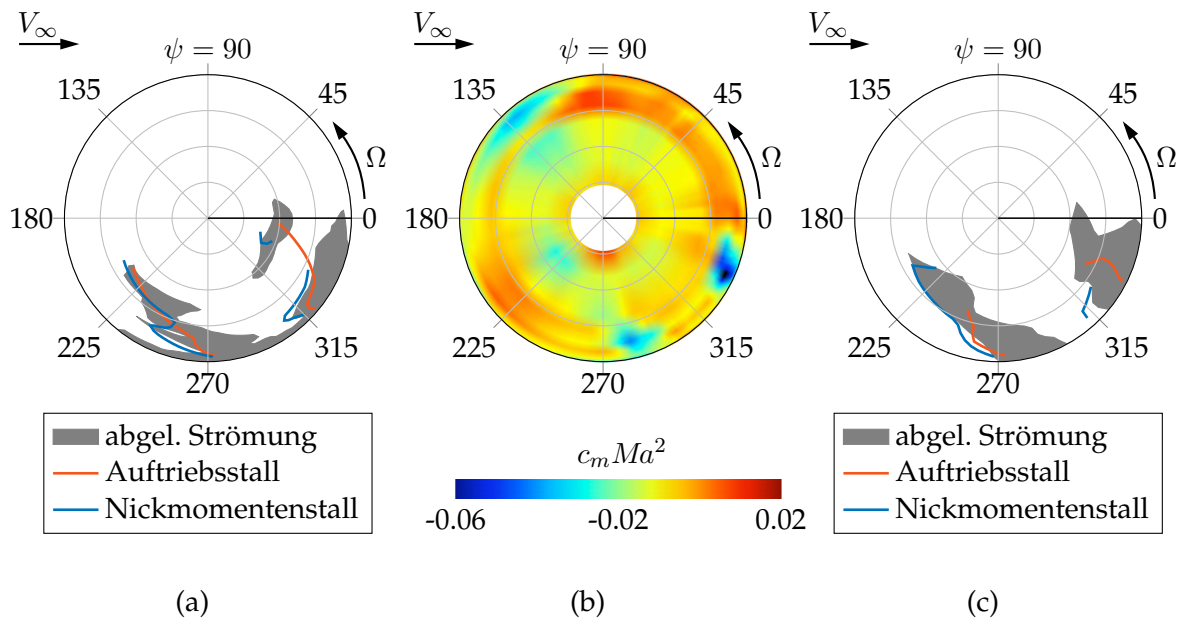 V∞
ψ = 90
135
45
Ω
180
0
225
315
270
abgel. Strömung
Auftriebsstall
Nickmomentenstall
(a)
V∞
ψ = 90
135
45
Ω
180
0
225
315
270
c_m Ma²
-0.06
-0.02
0.02
(b)
V∞
ψ = 90
135
45
Ω
180
0
225
315
270
abgel. Strömung
Auftriebsstall
Nickmomentenstall
(c)